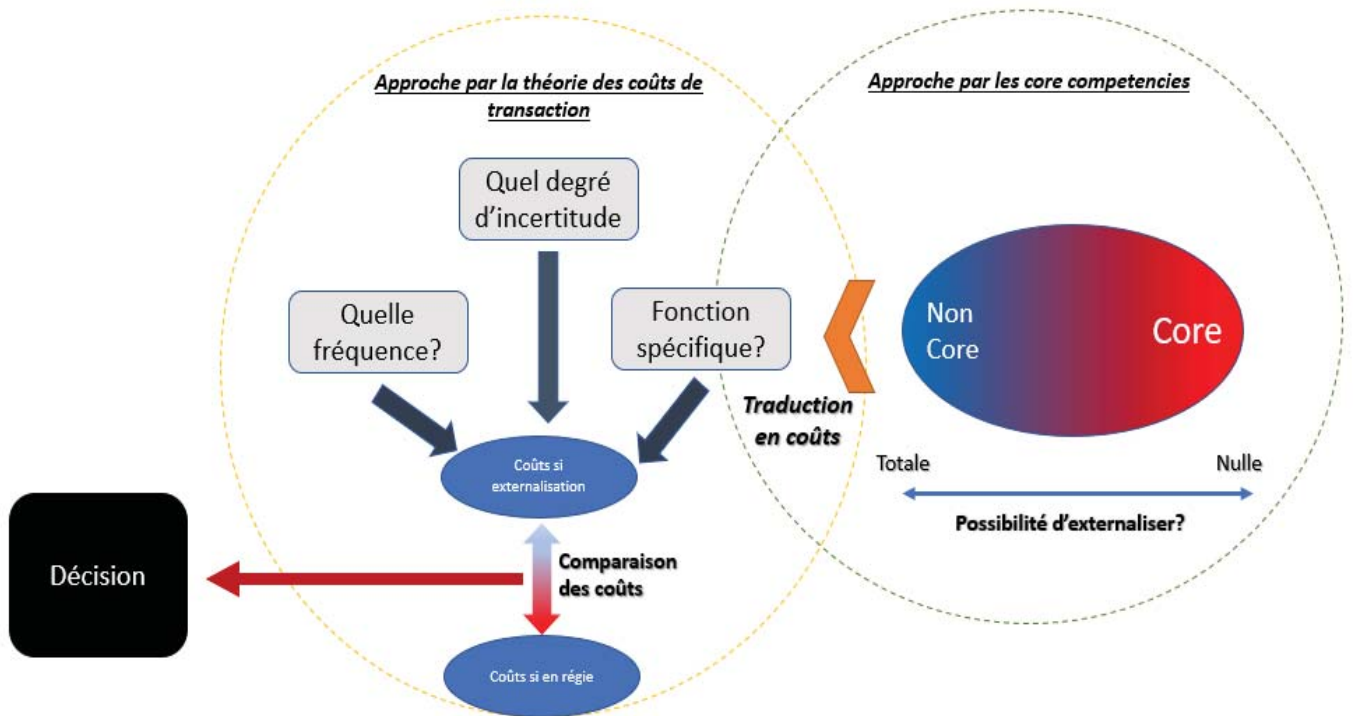 Approche par la théorie des coûts de
transaction
Quel degré
d'incertitude
Quelle
fréquence?
Fonction
spécifique?
Coûts si
externalisation
Comparaison
des coûts
Coûts si en régie
Décision
Approche par les core competencies
Non
Core
Core
Traduction
en coûts
Totale
Nulle
Possibilité d'externaliser?